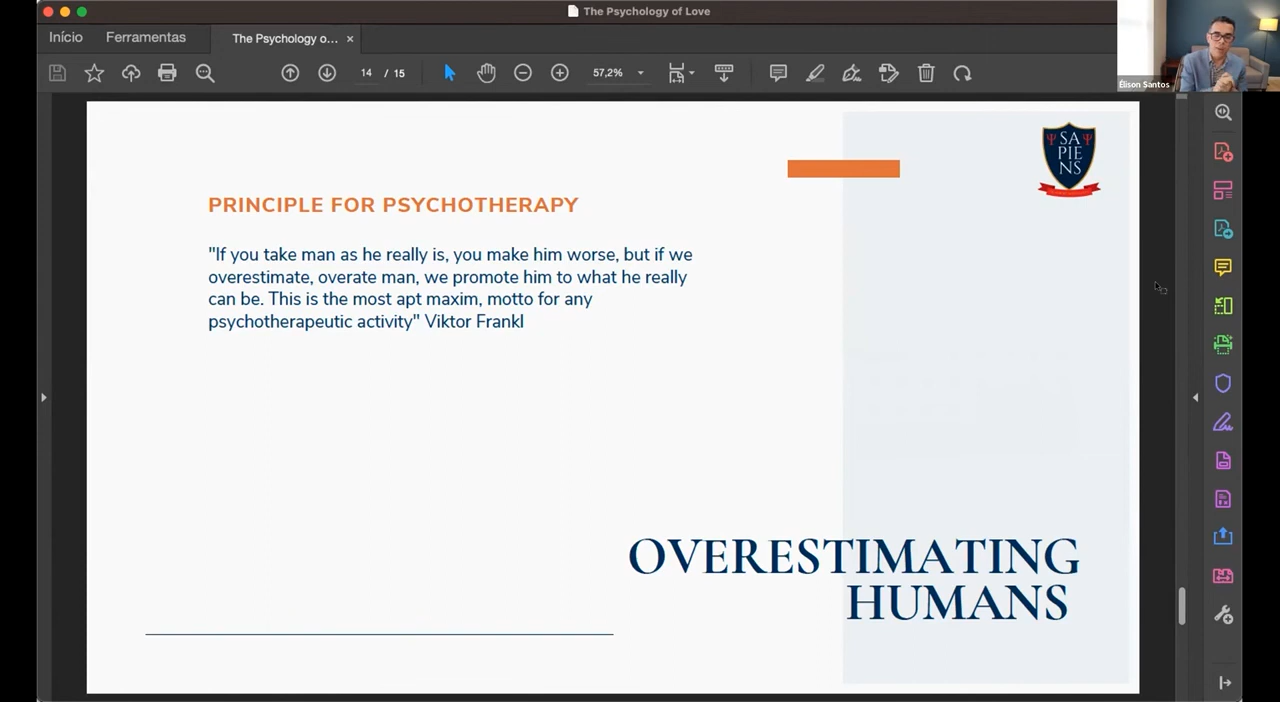 The Psychology of Love
Início
Ferramentas
The Psychology o...
14 / 15
57,2%
Élison Santos
SA
PIE
NS
PRINCIPLE FOR PSYCHOTHERAPY
"If you take man as he really is, you make him worse, but if we
overestimate, overate man, we promote him to what he really
can be. This is the most apt maxim, motto for any
psychotherapeutic activity" Viktor Frankl
OVERESTIMATING
HUMANS